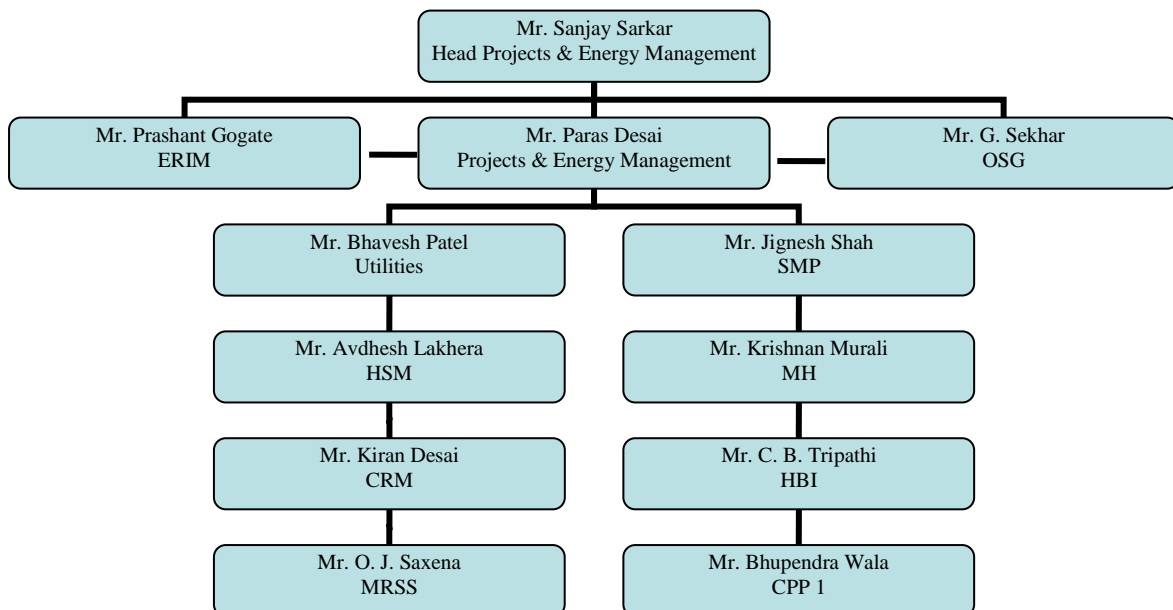 Mr. Sanjay Sarkar
Head Projects & Energy Management
Mr. Prashant Gogate
ERIM
Mr. Paras Desai
Projects & Energy Management
Mr. G. Sekhar
OSG
Mr. Bhavesh Patel
Utilities
Mr. Jignesh Shah
SMP
Mr. Avdhesh Lakhera
HSM
Mr. Krishnan Murali
MH
Mr. Kiran Desai
CRM
Mr. C. B. Tripathi
HBI
Mr. O. J. Saxena
MRSS
Mr. Bhupendra Wala
CPP 1